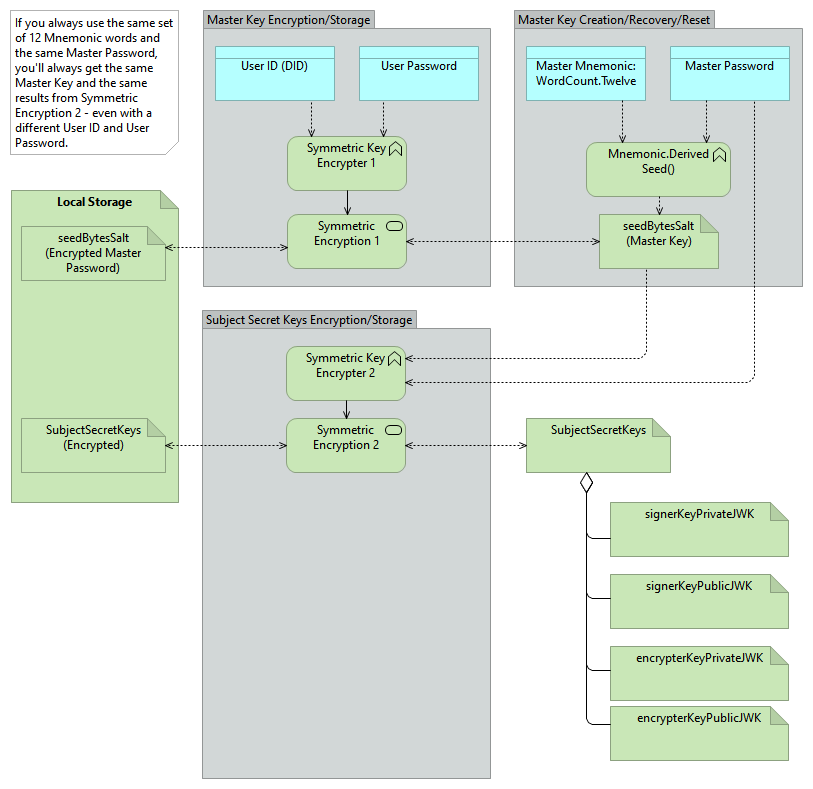 If you always use the same set
of 12 Mnemonic words and
the same Master Password,
you'll always get the same
Master Key and the same
results from Symmetric
Encryption 2 - even with a
different User ID and User
Password.
Master Key Encryption/Storage
User ID (DID)
User Password
Symmetric Key
Encrypter 1
Symmetric
Encryption 1
Master Key Creation/Recovery/Reset
Master Mnemonic:
WordCount.Twelve
Master Password
Mnemonic.Derived
Seed()
seedBytesSalt
(Master Key)
Local Storage
seedBytesSalt
(Encrypted Master
Password)
SubjectSecretKeys
(Encrypted)
Subject Secret Keys Encryption/Storage
Symmetric Key
Encrypter 2
Symmetric
Encryption 2
SubjectSecretKeys
signerKeyPrivateJWK
signerKeyPublicJWK
encrypterKeyPrivateJWK
encrypterKeyPublicJWK